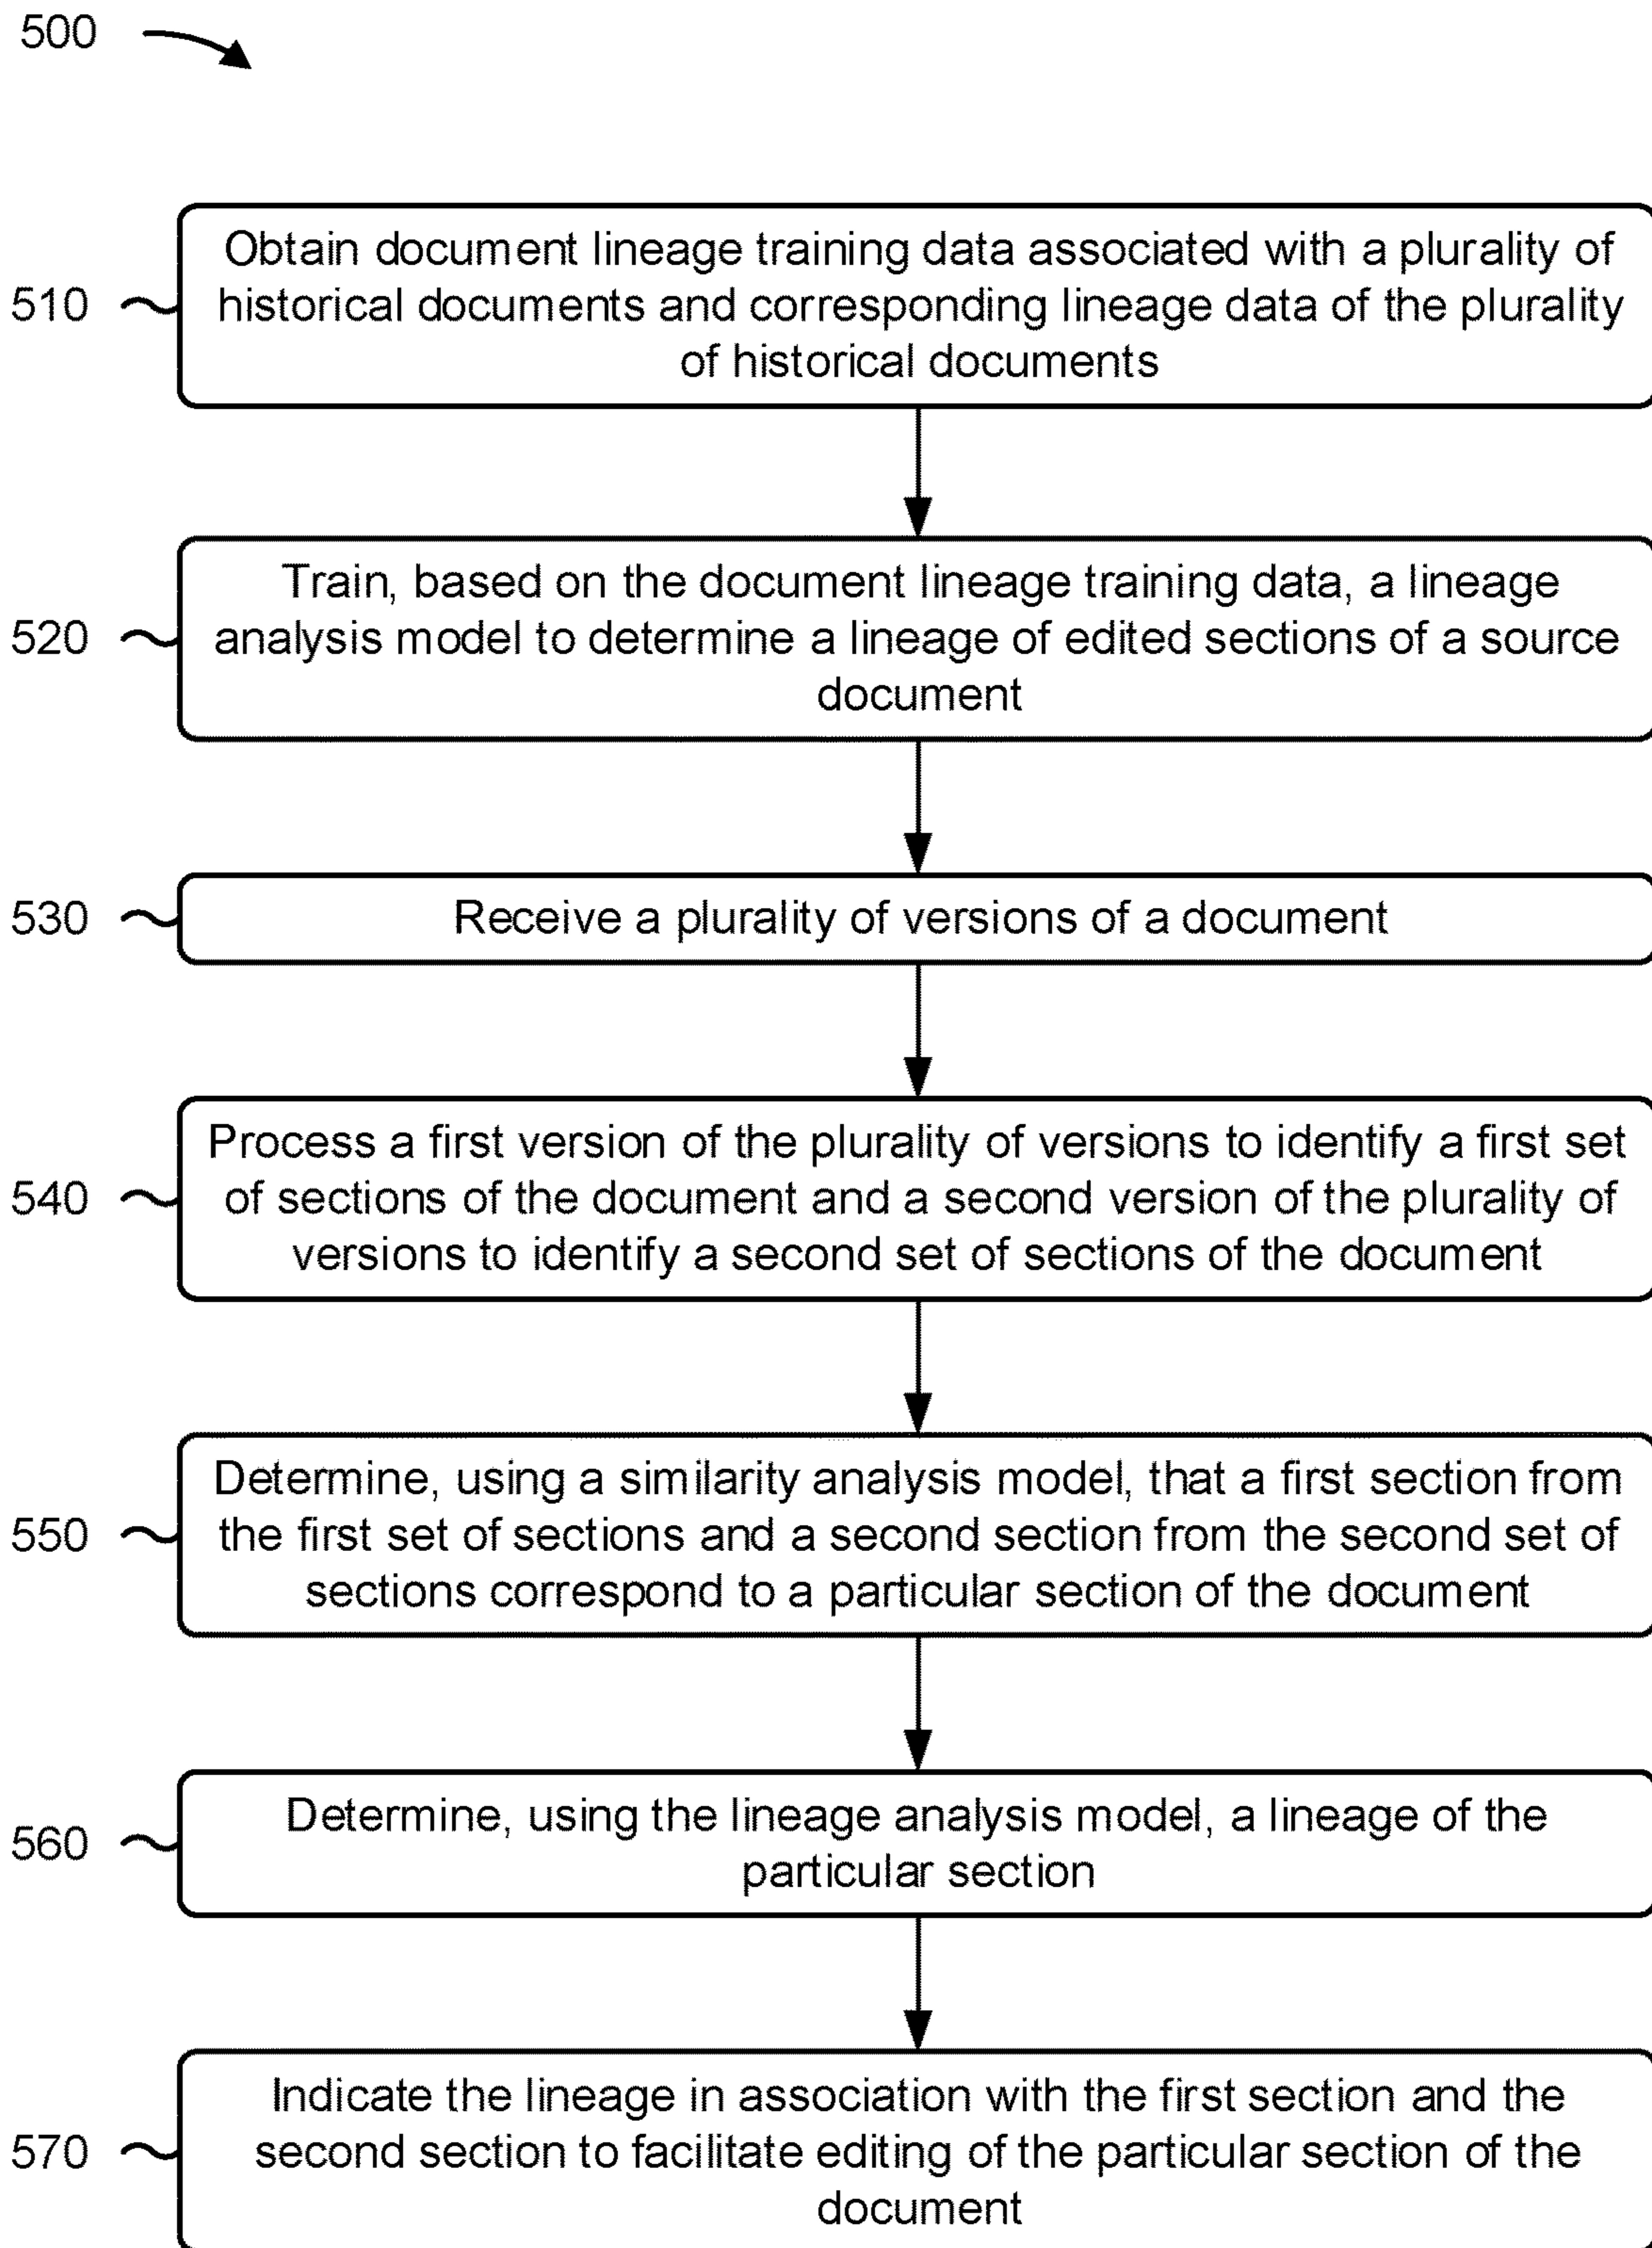 500
Obtain document lineage training data associated with a plurality of
510
historical documents and corresponding lineage data of the plurality
of historical documents
Train, based on the document lineage training data, a lineage
520
analysis model to determine a lineage of edited sections of a source
document
530
Receive a plurality of versions of a document
Process a first version of the plurality of versions to identify a first set
540
of sections of the document and a second version of the plurality of
versions to identify a second set of sections of the document
Determine, using a similarity analysis model, that a first section from
550
the first set of sections and a second section from the second set of
sections correspond to a particular section of the document
560
Determine, using the lineage analysis model, a lineage of the
particular section
Indicate the lineage in association with the first section and the
570
second section to facilitate editing of the particular section of the
document